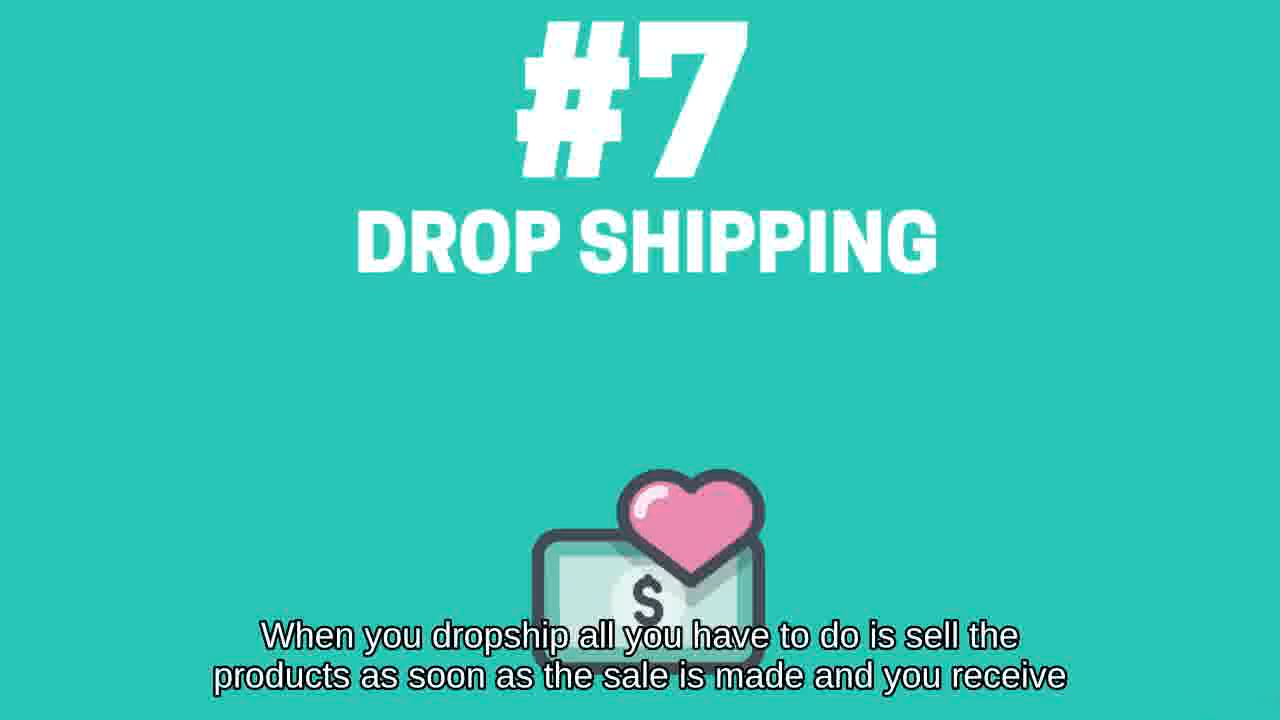 #7
DROP SHIPPING
$
When you dropship all you have to do is sell the
products as soon as the sale is made and you receive